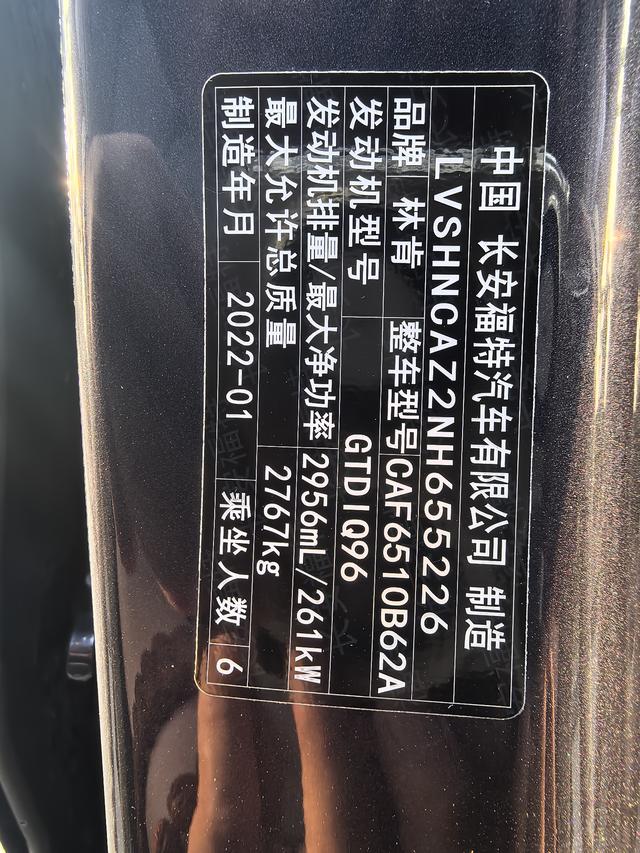 中国 长安福特汽车有限公司 制造
LVSHNCAZ2NH655226
品牌 林肯 整车型号 CAF6510B62A
发动机型号 GTDIQ96
发动机排量/最大净功率 2956mL/261kW
最大允许总质量 2767kg
制造年月 2022-01 乘坐人数 6